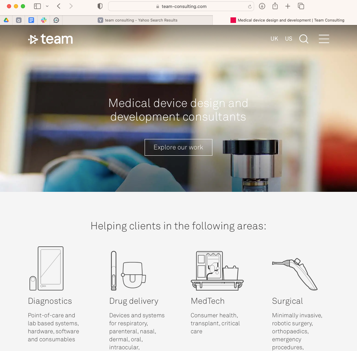 team-consulting.com
team consulting - Yahoo Search Results
Medical device design and development | Team Consulting
team
UK
US
Medical device design and
development consultants
Explore our work
Helping clients in the following areas:
Diagnostics
Point-of-care and
lab based systems,
hardware, software
and consumables
Drug delivery
Devices and systems
for respiratory,
parenteral, nasal,
dermal, oral,
intraocular,
MedTech
Consumer health,
transplant, critical
care
Surgical
Minimally invasive,
robotic surgery,
orthopaedics,
emergency
procedures,